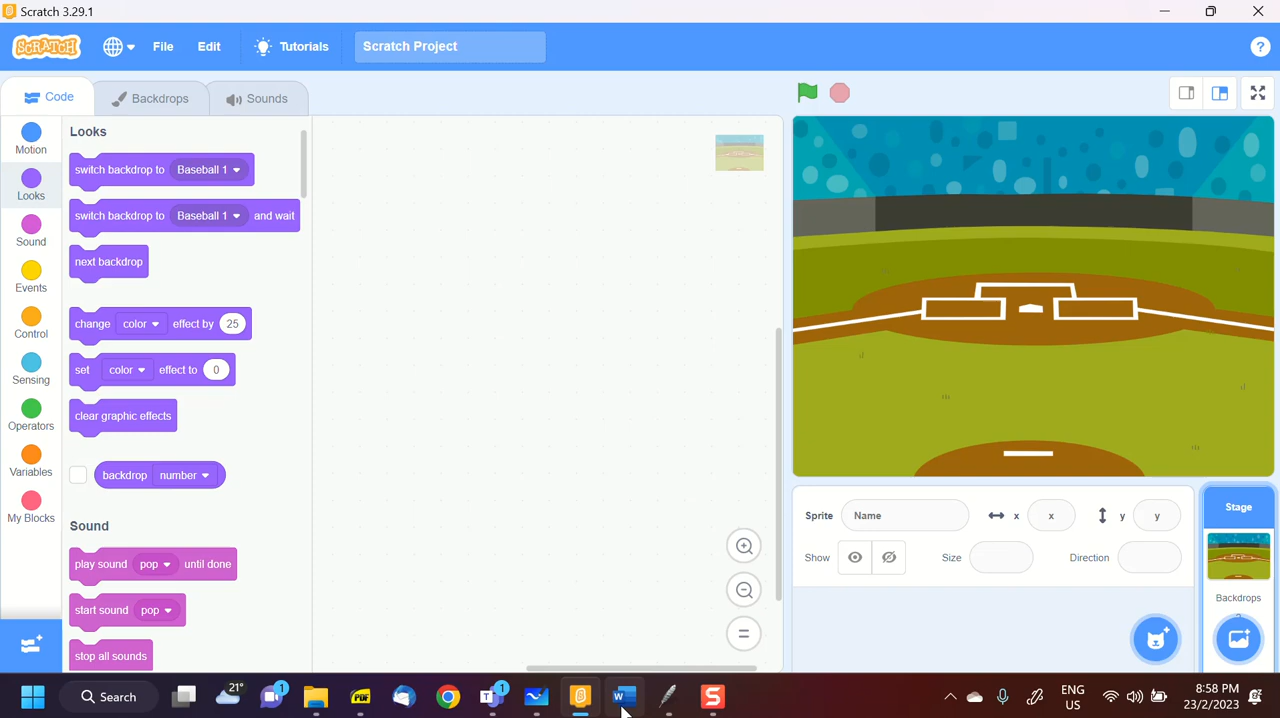 Scratch 3.29.1
SCRATCH File Edit Tutorials Scratch Project ?
Code Backdrops Sounds
Motion
Looks
Sound
Events
Control
Sensing
Operators
Variables
My Blocks
Looks
switch backdrop to Baseball 1
switch backdrop to Baseball 1 and wait
next backdrop
change color effect by 25
set color effect to 0
clear graphic effects
backdrop number
Sound
play sound pop until done
start sound pop
stop all sounds
Sprite Name x x y y
Show Size Direction
Stage
Backdrops
2
Search
21°
1
PDF
T 1
W
S
ENG
US
8:58 PM
23/2/2023